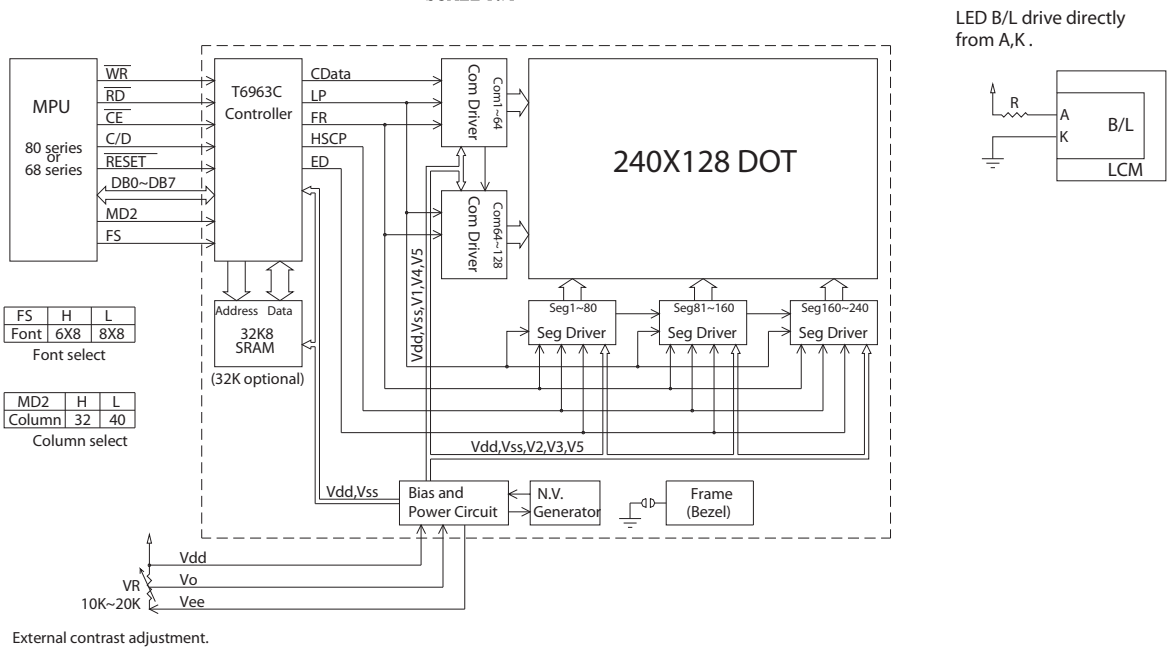 LED B/L drive directly
from A,K .
R
A
K
B/L
LCM
MPU
80 series
or
68 series
WR
RD
CE
C/D
RESET
DB0~DB7
MD2
FS
T6963C
Controller
CData
LP
FR
HSCP
ED
Com Driver
Com1~64
Com Driver
Com64~128
240X128 DOT
Vdd,Vss,V1,V4,V5
Address Data
32K8
SRAM
(32K optional)
Seg1~80
Seg Driver
Seg81~160
Seg Driver
Seg160~240
Seg Driver
FS H L
Font 6X8 8X8
Font select
MD2 H L
Column 32 40
Column select
Vdd,Vss,V2,V3,V5
Vdd,Vss
Bias and
Power Circuit
N.V.
Generator
Frame
(Bezel)
Vdd
Vo
Vee
VR
10K~20K
External contrast adjustment.